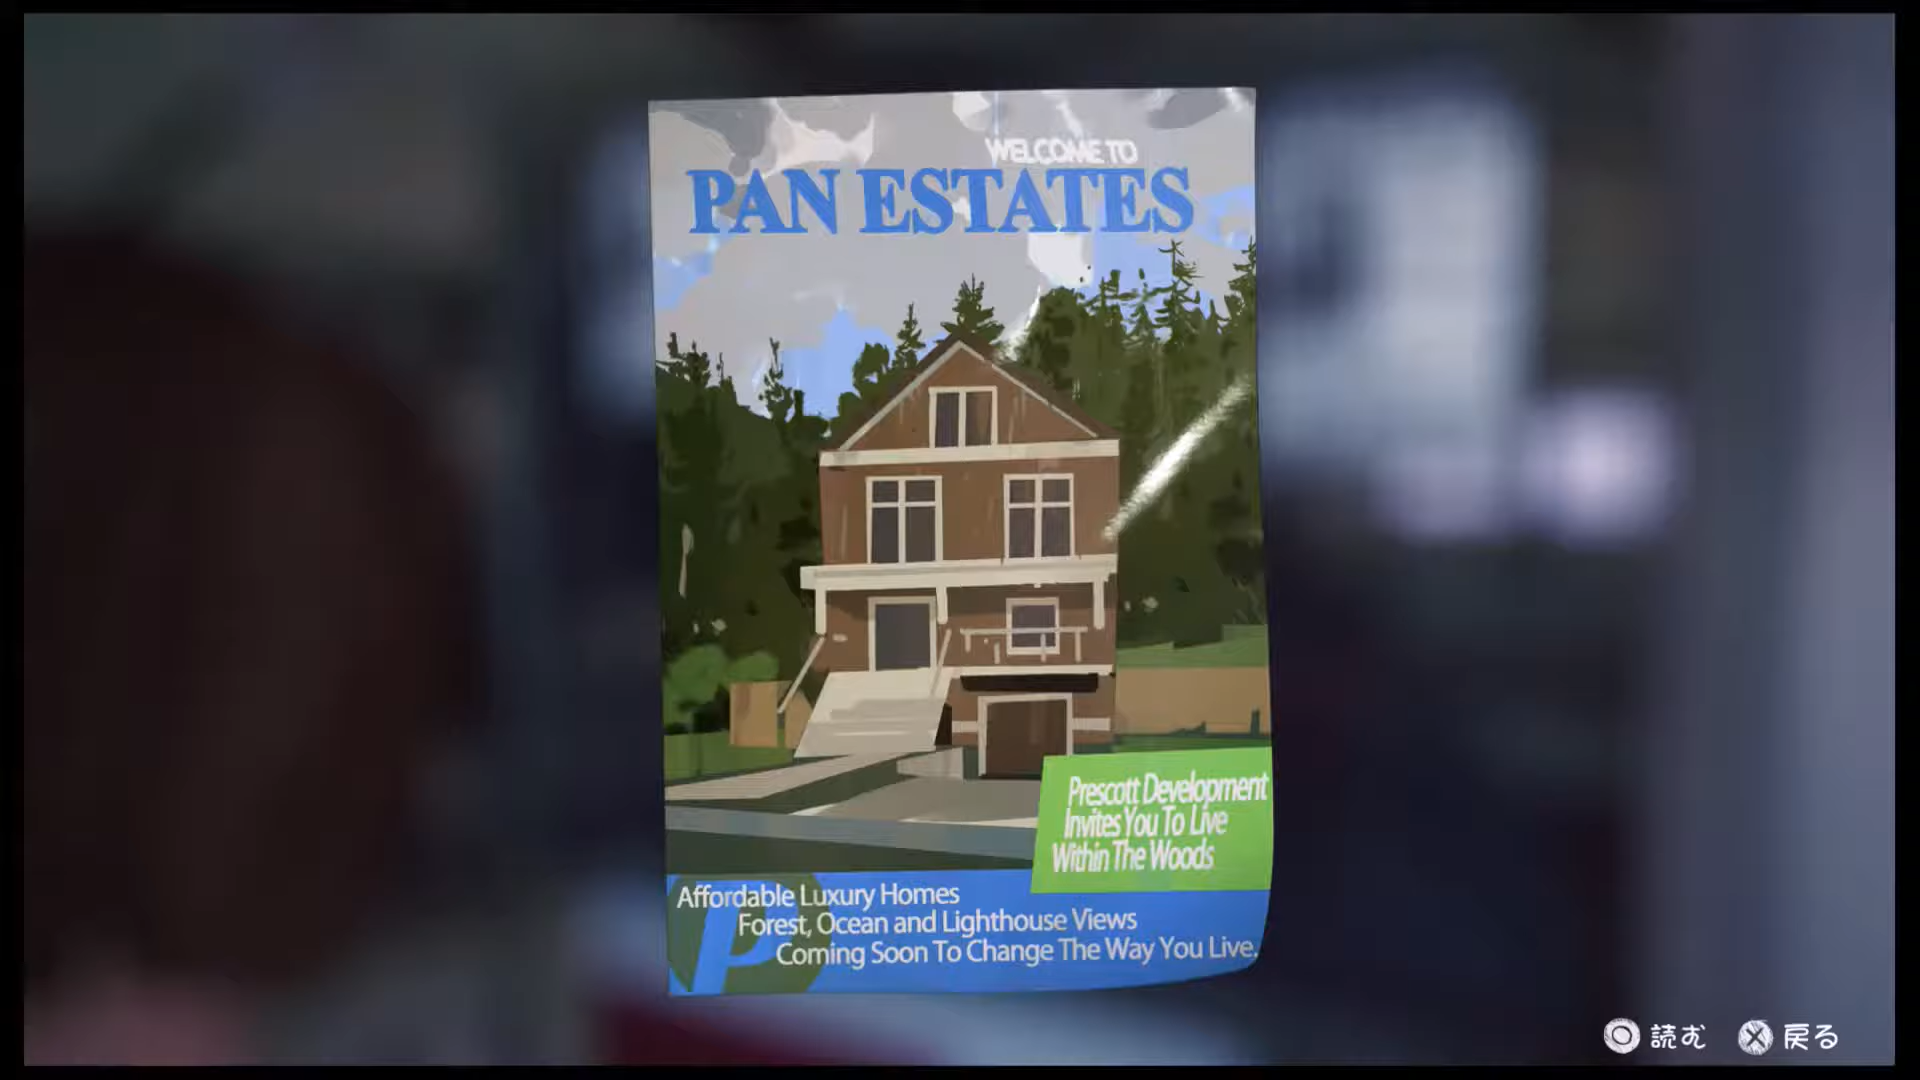 WELCOME TO
PAN ESTATES
Prescott Development
Invites You To Live
Within The Woods
Affordable Luxury Homes
Forest, Ocean and Lighthouse Views
Coming Soon To Change The Way You Live.
P
読む
戻る